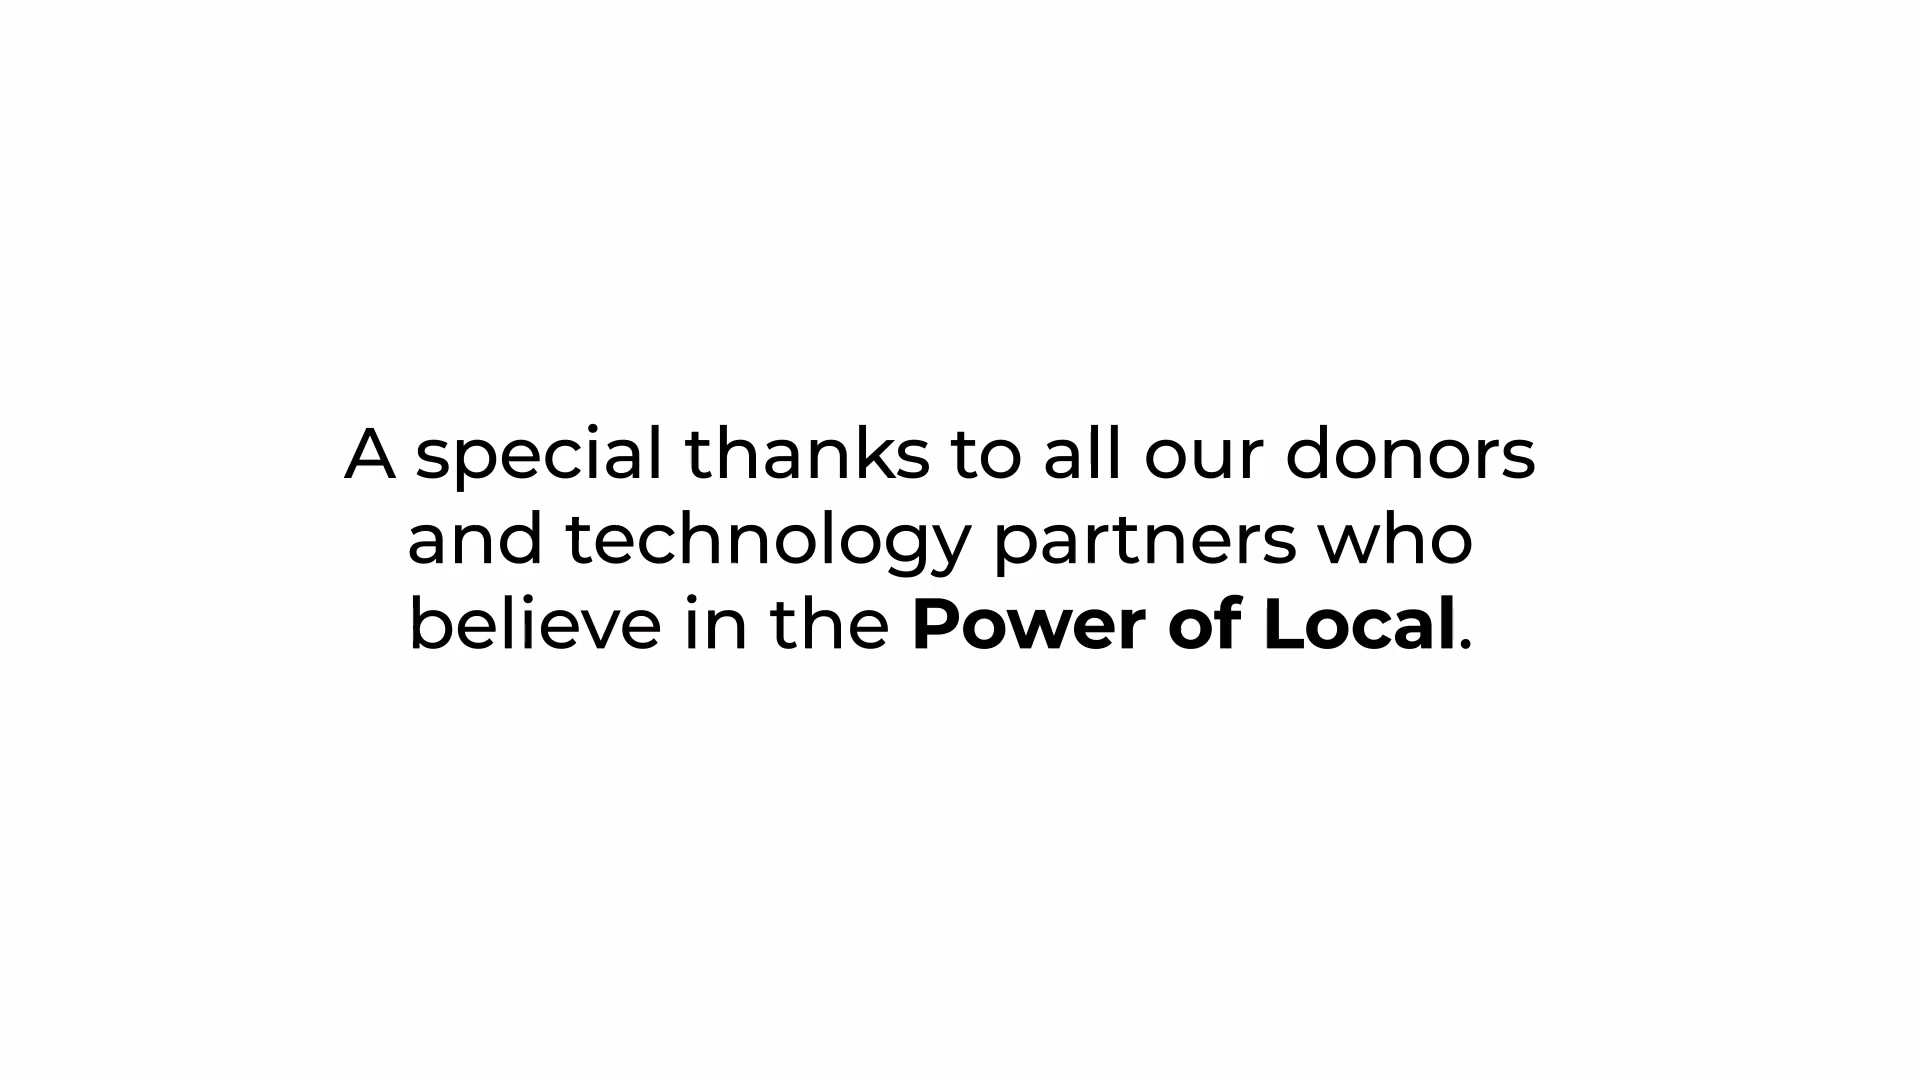 A special thanks to all our donors
and technology partners who
believe in the Power of Local.